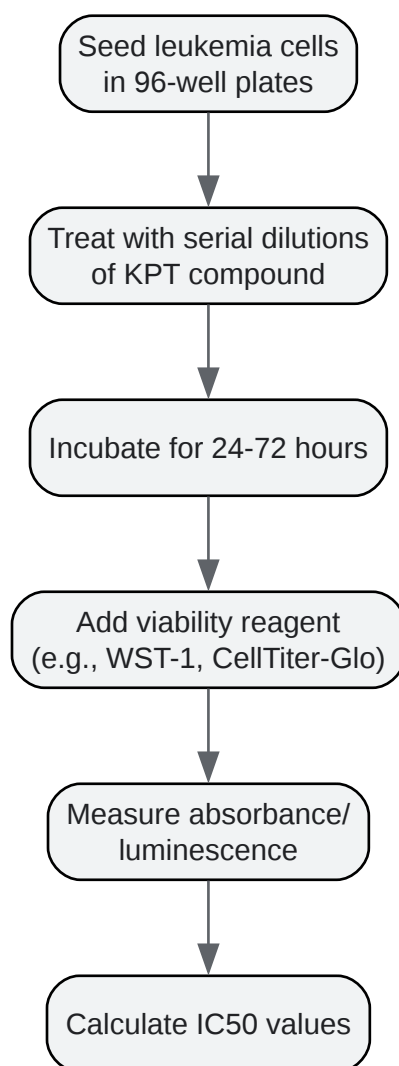 Seed leukemia cells
in 96-well plates
Treat with serial dilutions
of KPT compound
Incubate for 24-72 hours
Add viability reagent
(e.g., WST-1, CellTiter-Glo)
Measure absorbance/
luminescence
Calculate IC50 values